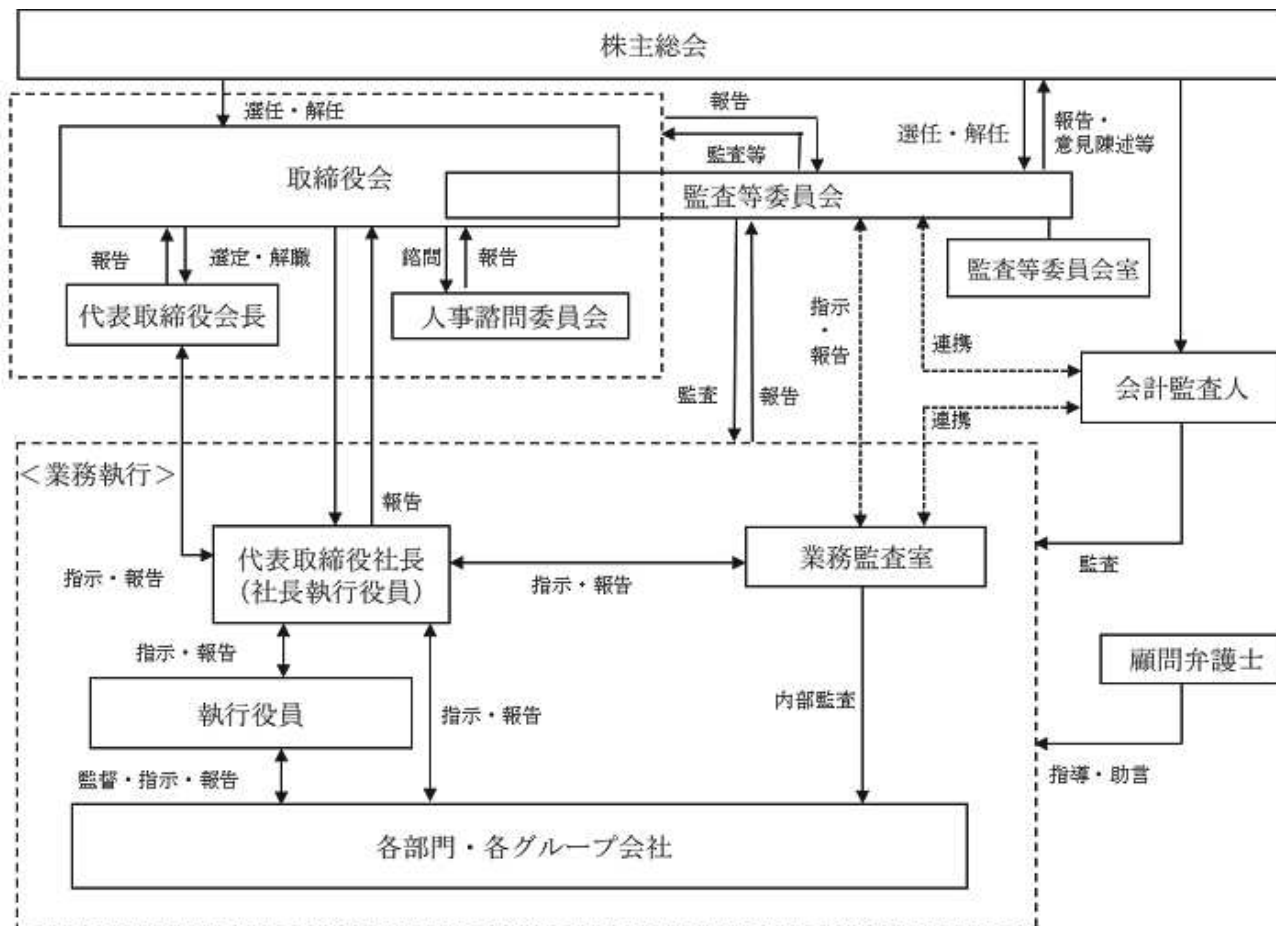 株主総会
選任・解任
報告
監査等
選任・解任
報告・
意見陳述等
取締役会
監査等委員会
報告
選定・解職
諮問
報告
監査等委員会室
代表取締役会長
人事諮問委員会
指示
・
報告
連携
会計監査人
監査
報告
連携
<業務執行>
報告
代表取締役社長
(社長執行役員)
業務監査室
指示・報告
指示・報告
監査
指示・報告
顧問弁護士
執行役員
指示・報告
内部監査
監督・指示・報告
指導・助言
各部門・各グループ会社